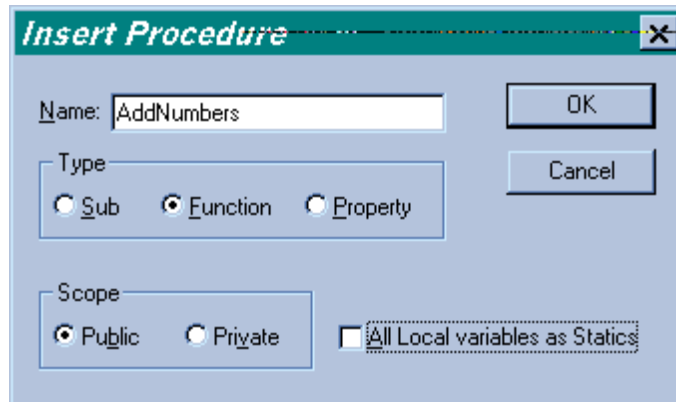 Insert Procedure
Name: AddNumbers
OK
Type
Cancel
Sub Function Property
Scope
Public Private
All Local variables as Statics